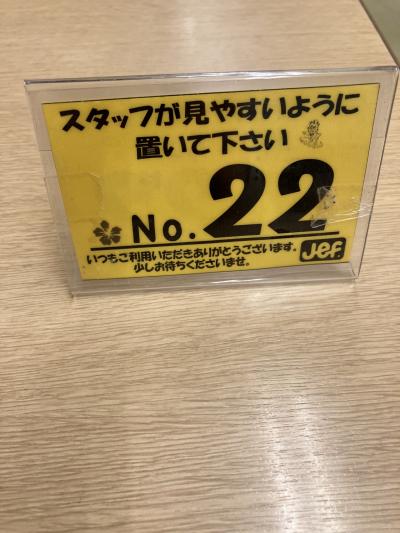 スタッフが見やすいように
置いて下さい
No. 22
いつもご利用いただきありがとうございます。
少しお待ちくださいませ。
Jef.